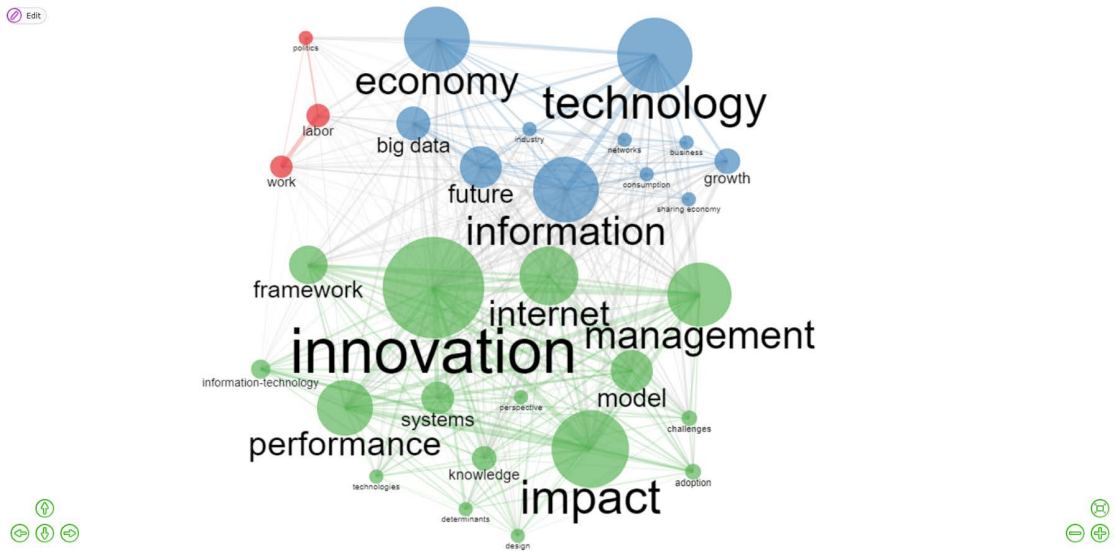 Edit
politics
economy
technology
labor
industry
big data
networks
business
work
growth
consumption
future
sharing economy
information
framework
internet
management
innovation
information-technology
model
perspective
systems
challenges
performance
knowledge
adoption
technologies
impact
determinants
design